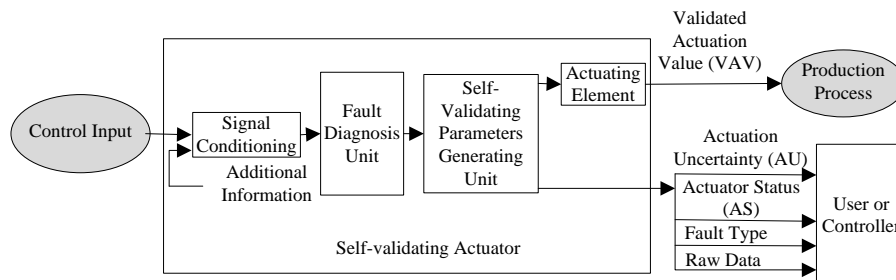 Control Input
Signal
Conditioning
Additional
Information
Fault
Diagnosis
Unit
Self-
Validating
Parameters
Generating
Unit
Actuating
Element
Self-validating Actuator
Validated
Actuation
Value (VAV)
Production
Process
Actuation
Uncertainty (AU)
Actuator Status
(AS)
Fault Type
Raw Data
User or
Controller